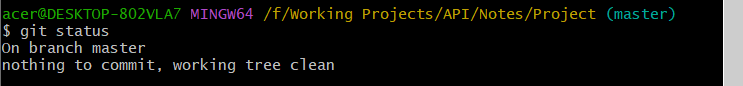 acer@DESKTOP-802VLA7 MINGW64 /f/Working Projects/API/Notes/Project (master)
$ git status
On branch master
nothing to commit, working tree clean